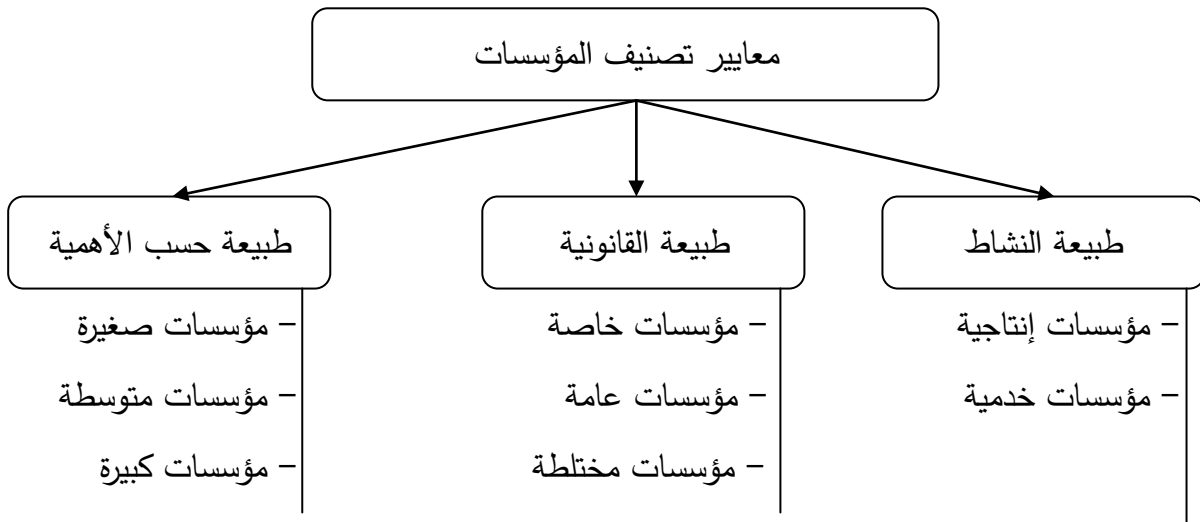 معايير تصنيف المؤسسات
طبيعة النشاط
- مؤسسات إنتاجية
- مؤسسات خدمية
طبيعة القانونية
- مؤسسات خاصة
- مؤسسات عامة
- مؤسسات مختلطة
طبيعة حسب الأهمية
- مؤسسات صغيرة
- مؤسسات متوسطة
- مؤسسات كبيرة